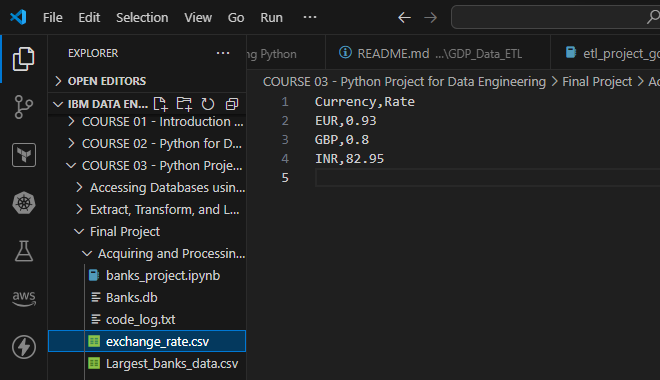 File Edit Selection View Go Run ···
EXPLORER ···
OPEN EDITORS
IBM DATA EN...
COURSE 01 - Introduction ...
COURSE 02 - Python for D...
COURSE 03 - Python Proje...
Accessing Databases usin...
Extract, Transform, and L...
Final Project
Acquiring and Processin...
banks_project.ipynb
Banks.db
code_log.txt
exchange_rate.csv
Largest_banks_data.csv
aws
ng Python README.md ...\GDP_Data_ETL etl_project_g
COURSE 03 - Python Project for Data Engineering > Final Project > A
1 Currency,Rate
2 EUR,0.93
3 GBP,0.8
4 INR,82.95
5